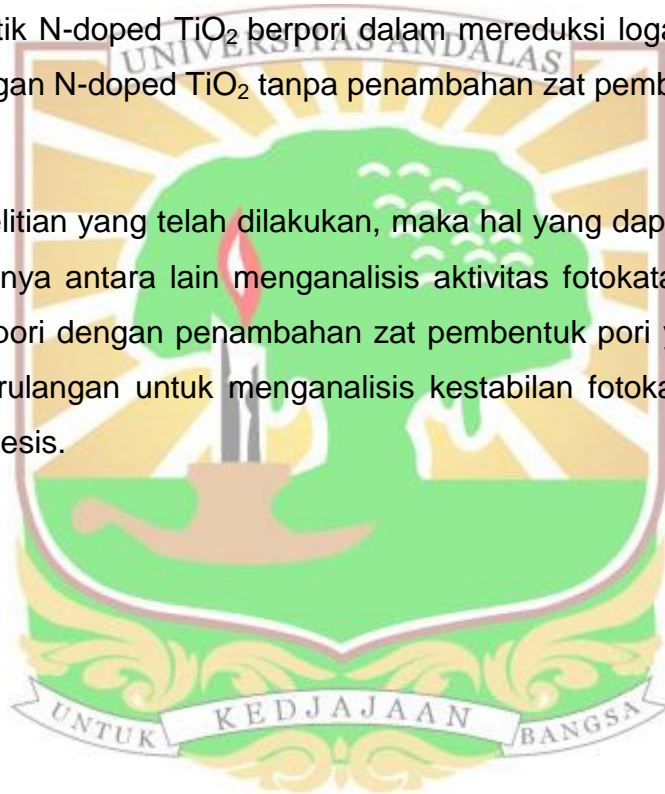 tik N-doped TiO₂ berpori dalam mereduksi loga
UNIVERSITAS ANDALAS
gan N-doped TiO₂ tanpa penambahan zat pemb
elitian yang telah dilakukan, maka hal yang dap
nya antara lain menganalisis aktivitas fotokata
pori dengan penambahan zat pembentuk pori y
rulangan untuk menganalisis kestabilan fotoka
esis.
UNTUK KEDJAJAAN BANGSA